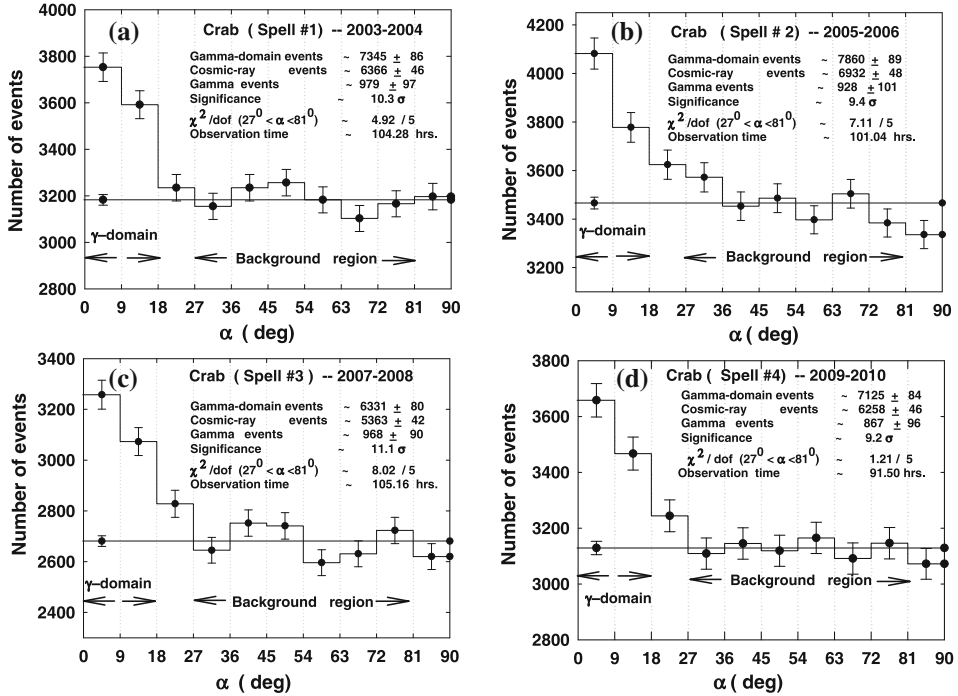 (a) Crab ( Spell #1) -- 2003-2004
Gamma-domain events ~ 7345 ± 86
Cosmic-ray events ~ 6366 ± 46
Gamma events ~ 979 ± 97
Significance ~ 10.3 σ
χ²/dof (27⁰ < α <81⁰) ~ 4.92 / 5
Observation time ~ 104.28 hrs.
Number of events
4000
3800
3600
3400
3200
3000
2800
γ–domain
Background region
0 9 18 27 36 45 54 63 72 81 90
α ( deg)
(b) Crab ( Spell # 2) -- 2005-2006
Gamma-domain events ~ 7860 ± 89
Cosmic-ray events ~ 6932 ± 48
Gamma events ~ 928 ± 101
Significance ~ 9.4 σ
χ²/dof (27⁰ < α <81⁰) ~ 7.11 / 5
Observation time ~ 101.04 hrs.
Number of events
4200
4000
3800
3600
3400
3200
γ–domain
Background region
0 9 18 27 36 45 54 63 72 81 90
α ( deg)
(c) Crab ( Spell #3 ) -- 2007-2008
Gamma-domain events ~ 6331 ± 80
Cosmic-ray events ~ 5363 ± 42
Gamma events ~ 968 ± 90
Significance ~ 11.1 σ
χ²/dof (27⁰ < α <81⁰) ~ 8.02 / 5
Observation time ~ 105.16 hrs.
Number of events
3400
3200
3000
2800
2600
2400
γ–domain
Background region
0 9 18 27 36 45 54 63 72 81 90
α ( deg)
(d) Crab ( Spell #4) -- 2009-2010
Gamma-domain events ~ 7125 ± 84
Cosmic-ray events ~ 6258 ± 46
Gamma events ~ 867 ± 96
Significance ~ 9.2 σ
χ²/dof (27⁰ < α <81⁰) ~ 1.21 / 5
Observation time ~ 91.50 hrs.
Number of events
3800
3600
3400
3200
3000
2800
γ–domain
Background region
0 9 18 27 36 45 54 63 72 81 90
α ( deg)